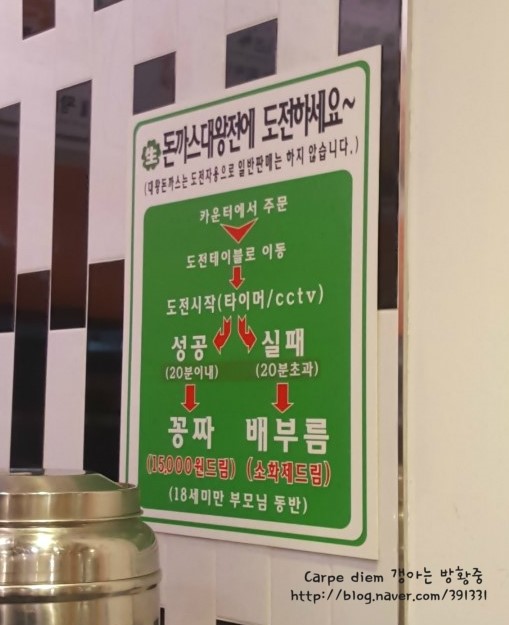 生 돈까스대왕전에 도전하세요~
(대왕돈까스는 도전자용으로 일반판매는 하지 않습니다.)
카운터에서 주문
도전테이블로 이동
도전시작(타이머/cctv)
성공 실패
(20분이내) (20분초과)
꽁짜 배부름
(15,000원드림) (소화제드림)
(18세미만 부모님 동반)
Carpe diem 갱아는 방황중
http://blog.naver.com/391331